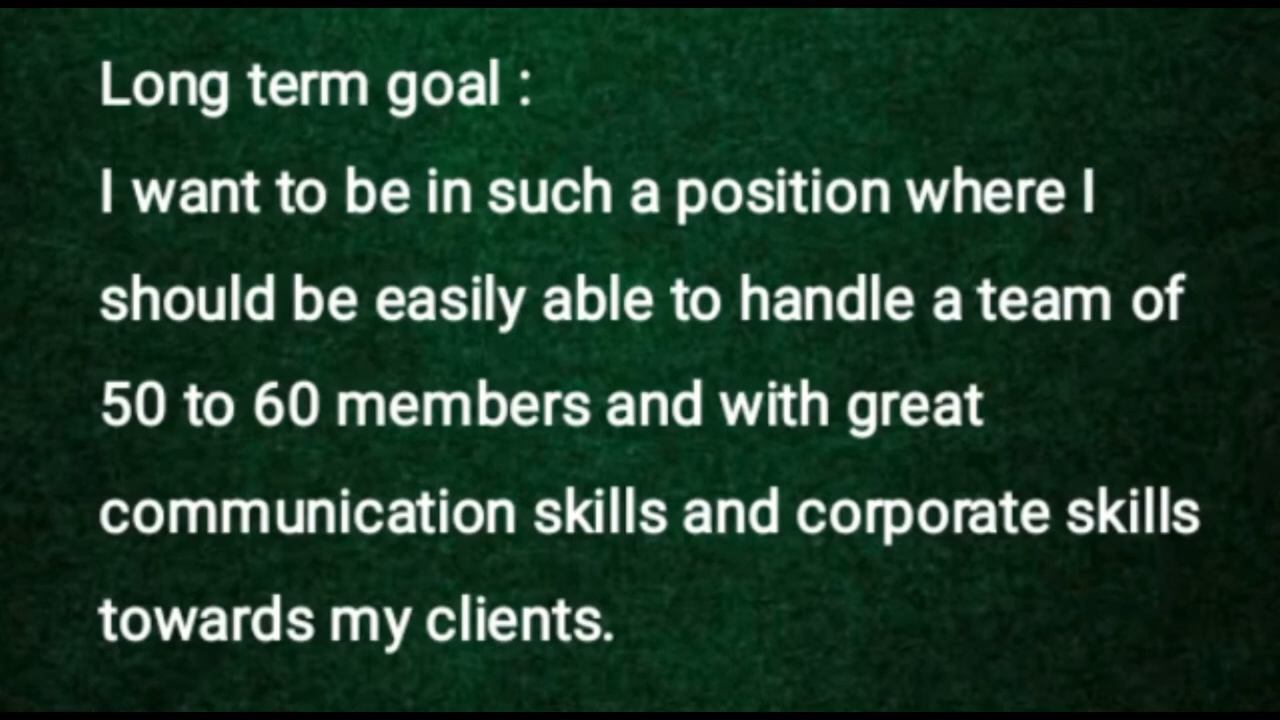 Long term goal :
I want to be in such a position where I
should be easily able to handle a team of
50 to 60 members and with great
communication skills and corporate skills
towards my clients.